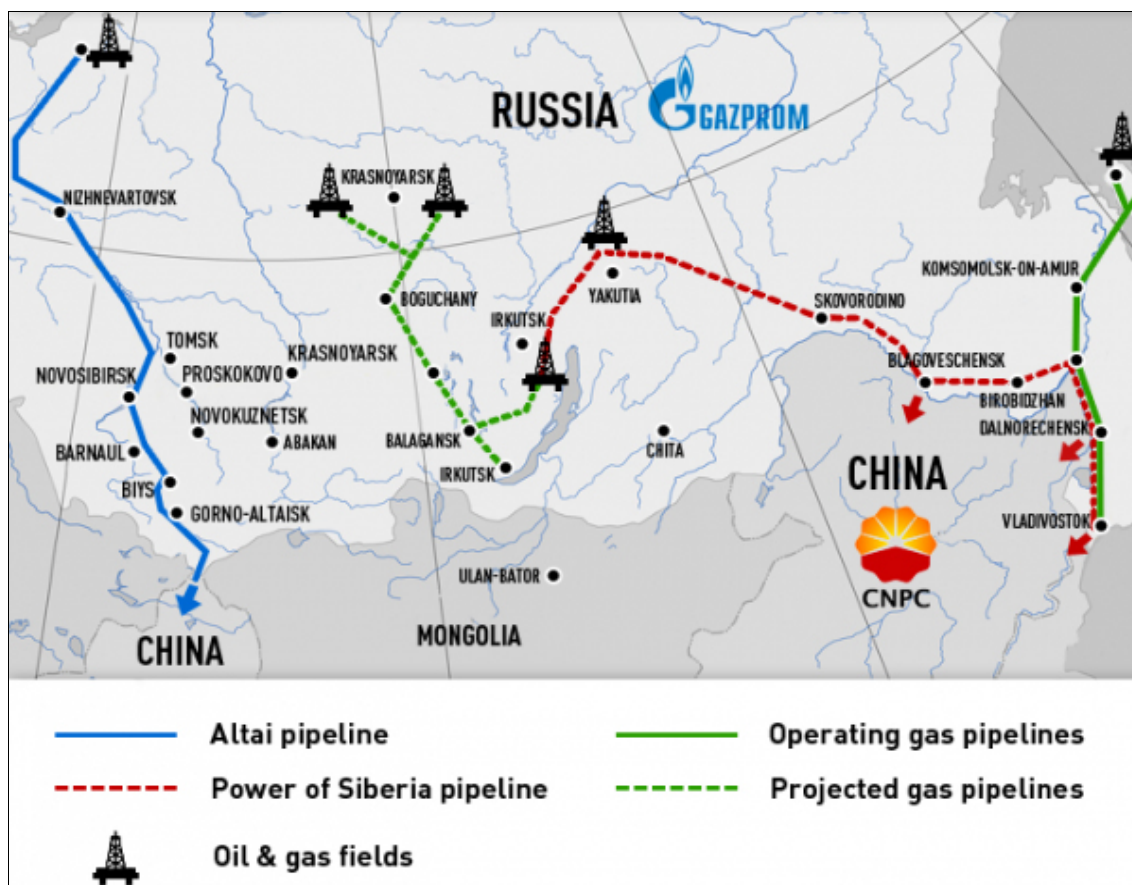 RUSSIA
GAZPROM
KRASNOYARSK
NIZHNEVARTOVSK
YAKUTIA
KOMSOMOLSK-ON-AMUR
BOGUCHANY
SKOVORODINO
IRKUTSK
TOMSK
KRASNOYARSK
BLAGOVESCHENSK
NOVOSIBIRSK
PROSKOKOVO
BIROBIDZHAN
NOVOKUZNETSK
DALNORECHENSK
BARNAUL
ABAKAN
BALAGANSK
CHITA
IRKUTSK
CHINA
BIYS
GORNO-ALTAISK
VLADIVOSTOK
ULAN-BATOR
CNPC
MONGOLIA
CHINA
Altai pipeline
Operating gas pipelines
Power of Siberia pipeline
Projected gas pipelines
Oil & gas fields